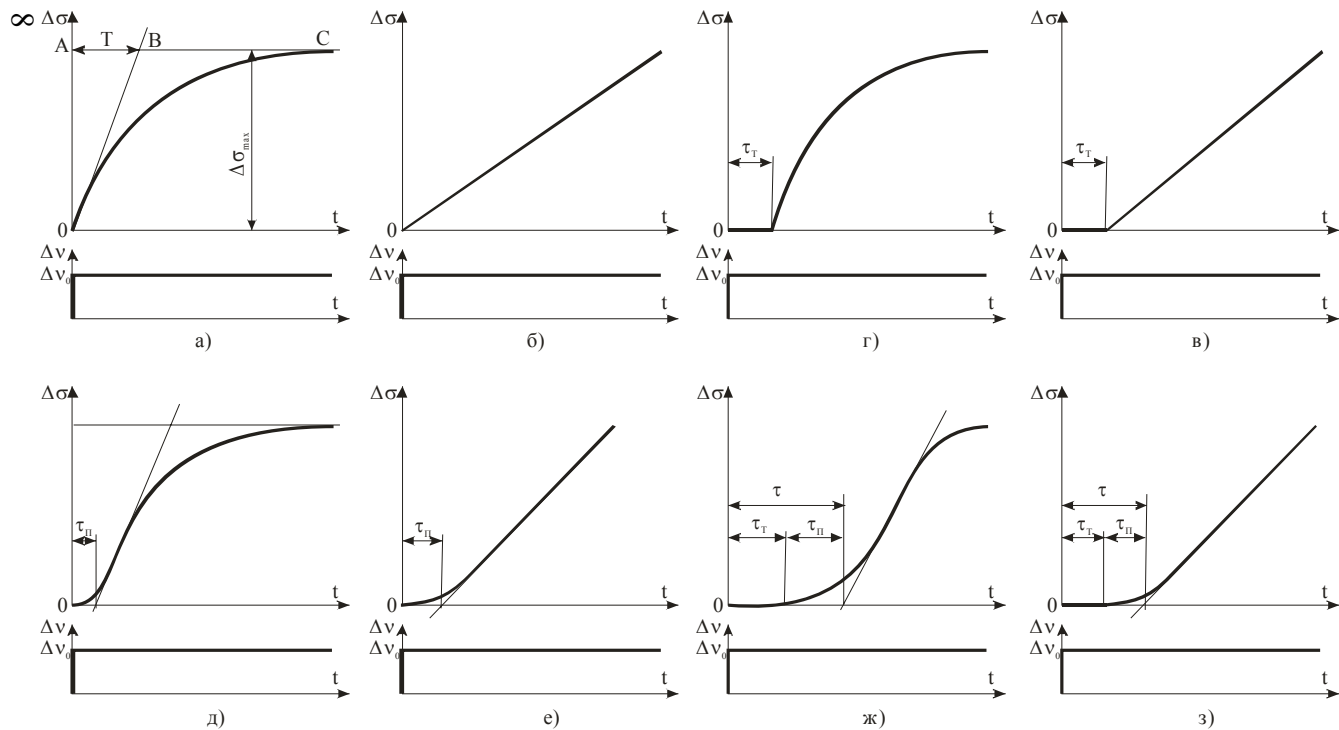 ∞ Δσ
A T B C
Δσmax
0 t
Δν
Δν0
t
а)
Δσ
0 t
Δν
Δν0
t
б)
Δσ
τТ
0 t
Δν
Δν0
t
г)
Δσ
τТ
0 t
Δν
Δν0
t
в)
Δσ
τП
0 t
Δν
Δν0
t
д)
Δσ
τП
0 t
Δν
Δν0
t
е)
Δσ
τ
τТ τП
0 t
Δν
Δν0
t
ж)
Δσ
τ
τТ τП
0 t
Δν
Δν0
t
з)